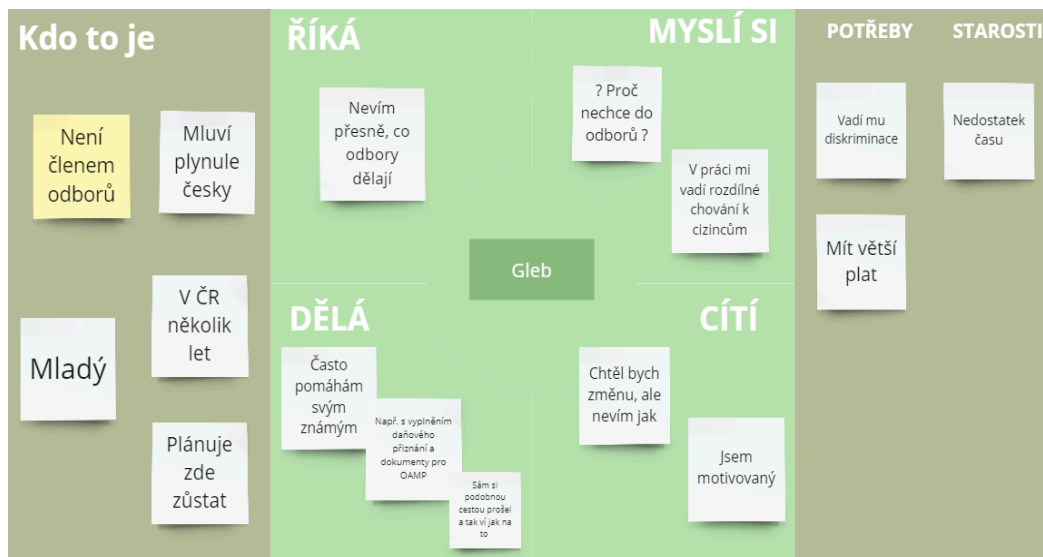 Kdo to je
Není
členem
odborů
Mluví
plynule
česky
V ČR
několik
let
Mladý
Plánuje
zde
zůstat
ŘÍKÁ
Nevím
přesně, co
odbory
dělají
MYSLÍ SI
? Proč
nechce do
odborů ?
V práci mi
vadí rozdílné
chování k
cizincům
Gleb
DĚLÁ
Často
pomáhám
svým
známým
Např. s vyplněním
daňového
přiznání a
dokumenty pro
OAMP
Sám si
podobnou
cestou prošel
a tak ví jak na
to
CÍTÍ
Chtěl bych
změnu, ale
nevím jak
Jsem
motivovaný
POTŘEBY
Vadí mu
diskriminace
Mít větší
plat
STAROSTI
Nedostatek
času